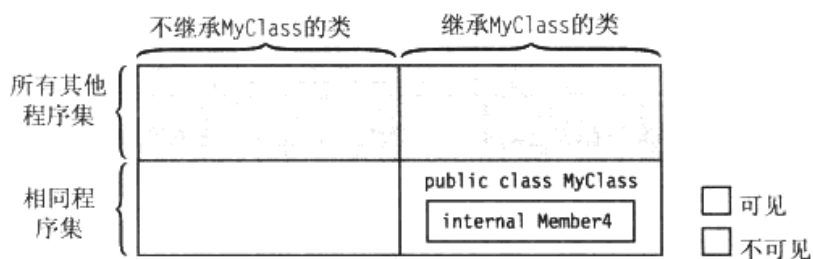 不继承MyClass的类
继承MyClass的类
所有其他
程序集
相同程
序集
public class MyClass
internal Member4
可见
不可见